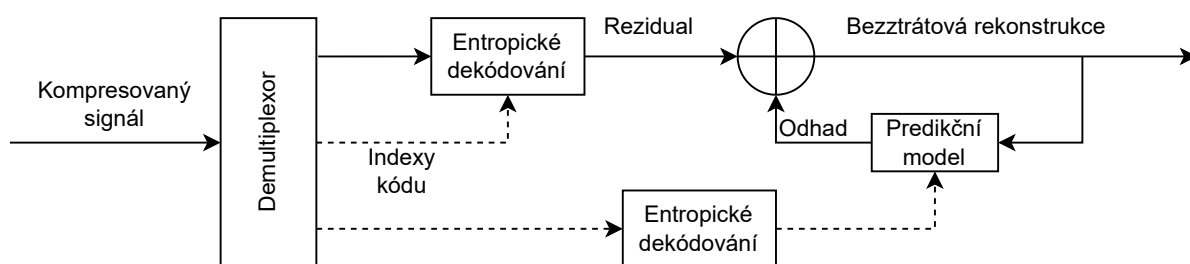 Kompresovaný
signál
Demultiplexor
Entropické
dekódování
Rezidual
Bezztrátová rekonstrukce
Indexy
kódu
Odhad
Predikční
model
Entropické
dekódování